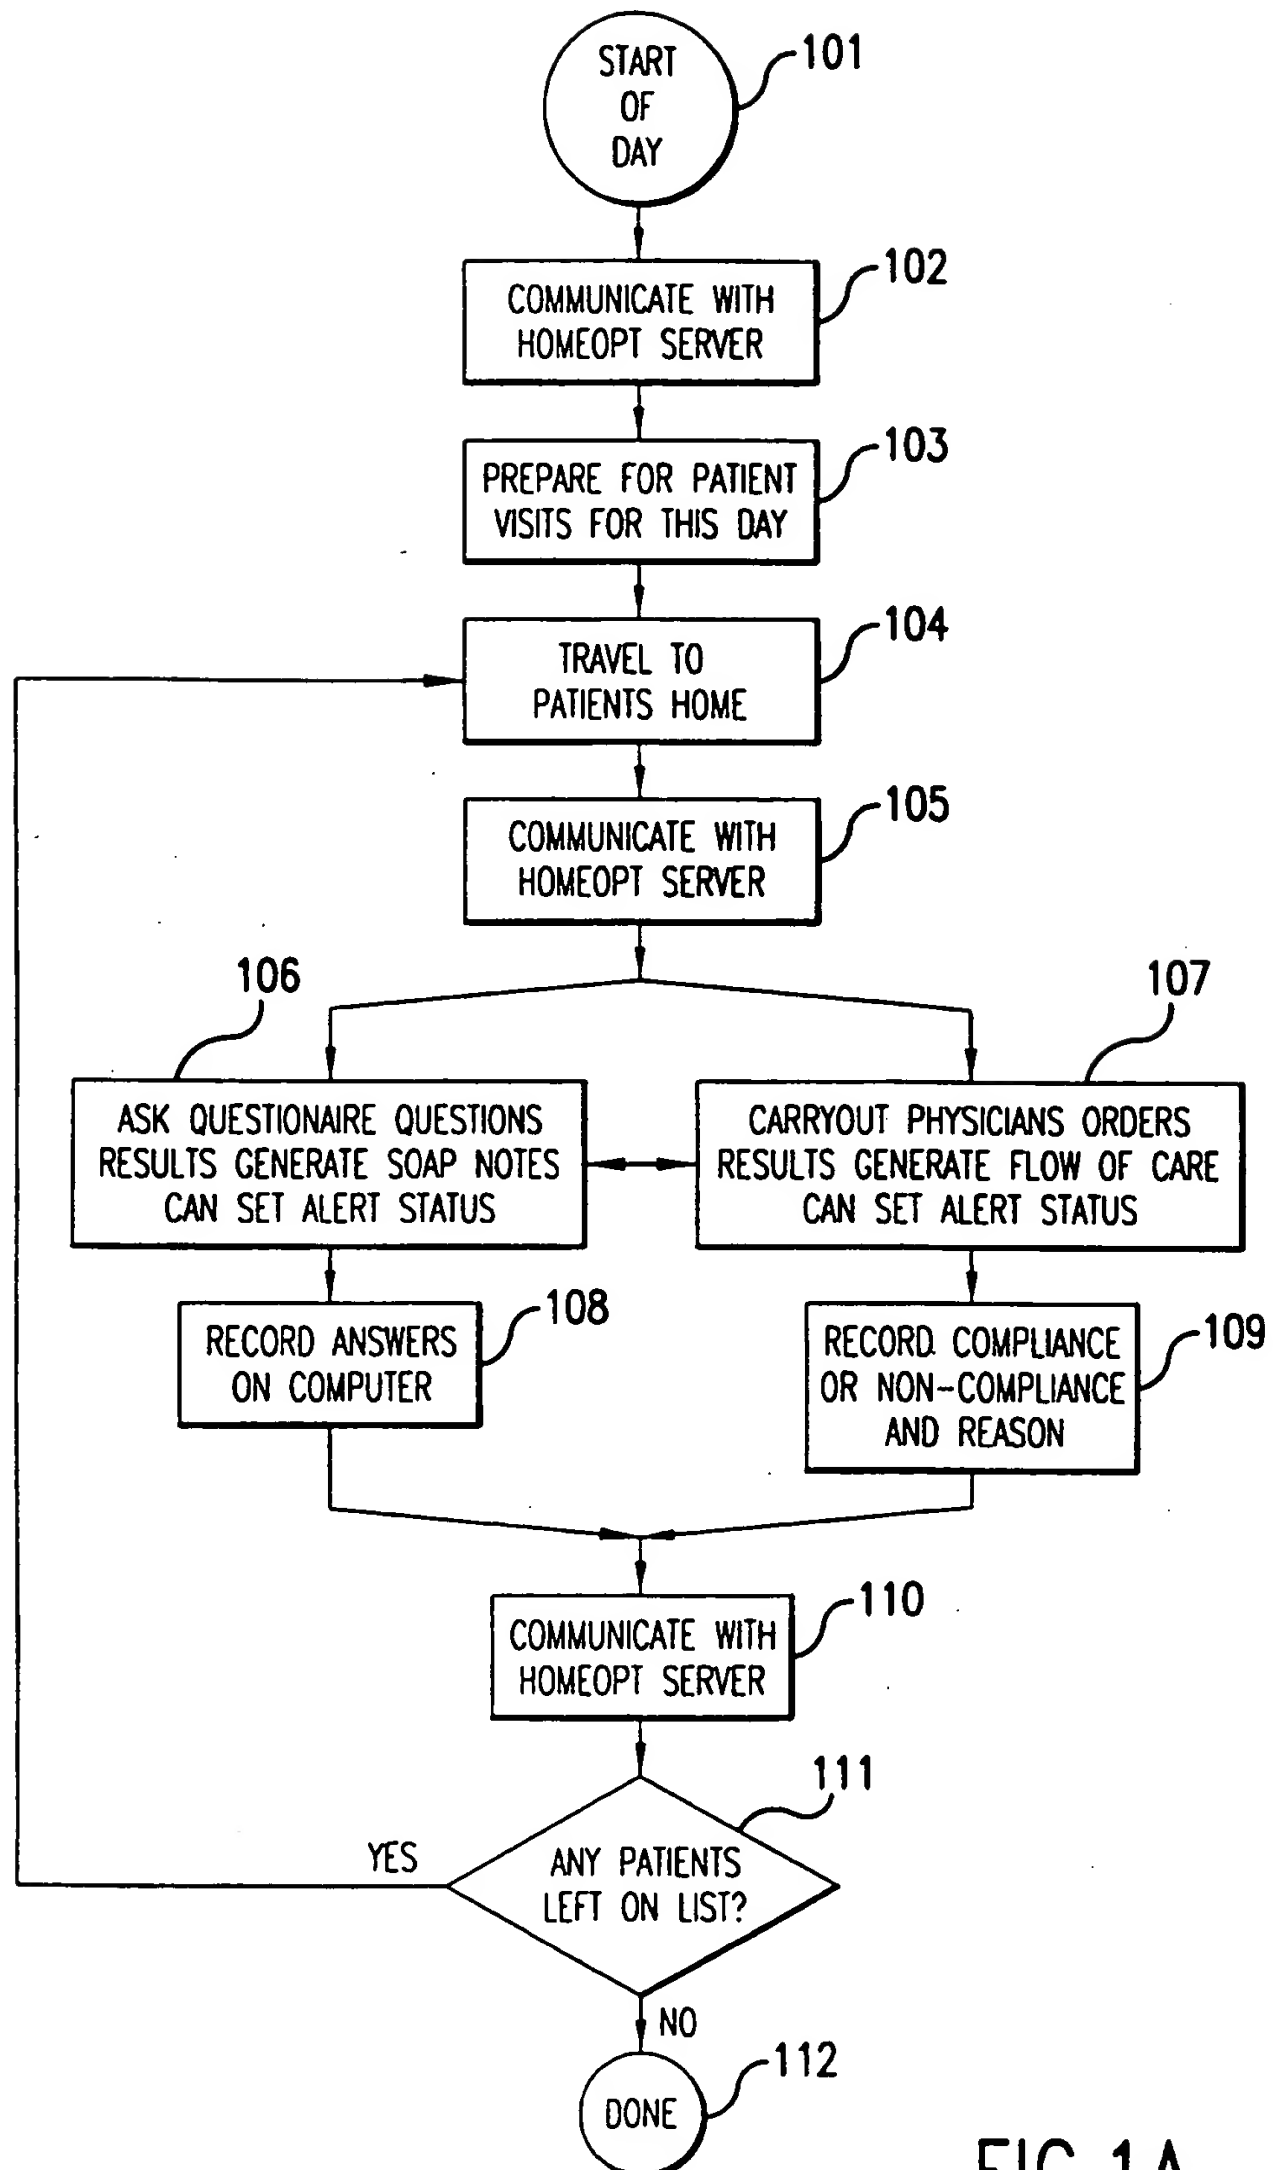 START
OF
DAY
101
COMMUNICATE WITH
HOMEOPT SERVER
102
PREPARE FOR PATIENT
VISITS FOR THIS DAY
103
TRAVEL TO
PATIENTS HOME
104
COMMUNICATE WITH
HOMEOPT SERVER
105
106
ASK QUESTIONAIRE QUESTIONS
RESULTS GENERATE SOAP NOTES
CAN SET ALERT STATUS
107
CARRYOUT PHYSICIANS ORDERS
RESULTS GENERATE FLOW OF CARE
CAN SET ALERT STATUS
RECORD ANSWERS
ON COMPUTER
108
RECORD COMPLIANCE
OR NON-COMPLIANCE
AND REASON
109
COMMUNICATE WITH
HOMEOPT SERVER
110
111
ANY PATIENTS
LEFT ON LIST?
YES
NO
DONE
112
FIG.1A